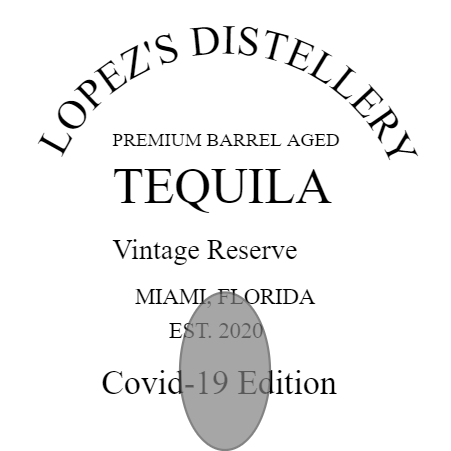 LOPEZ'S DISTELLERY
PREMIUM BARREL AGED
TEQUILA
Vintage Reserve
MIAMI, FLORIDA
EST. 2020
Covid-19 Edition